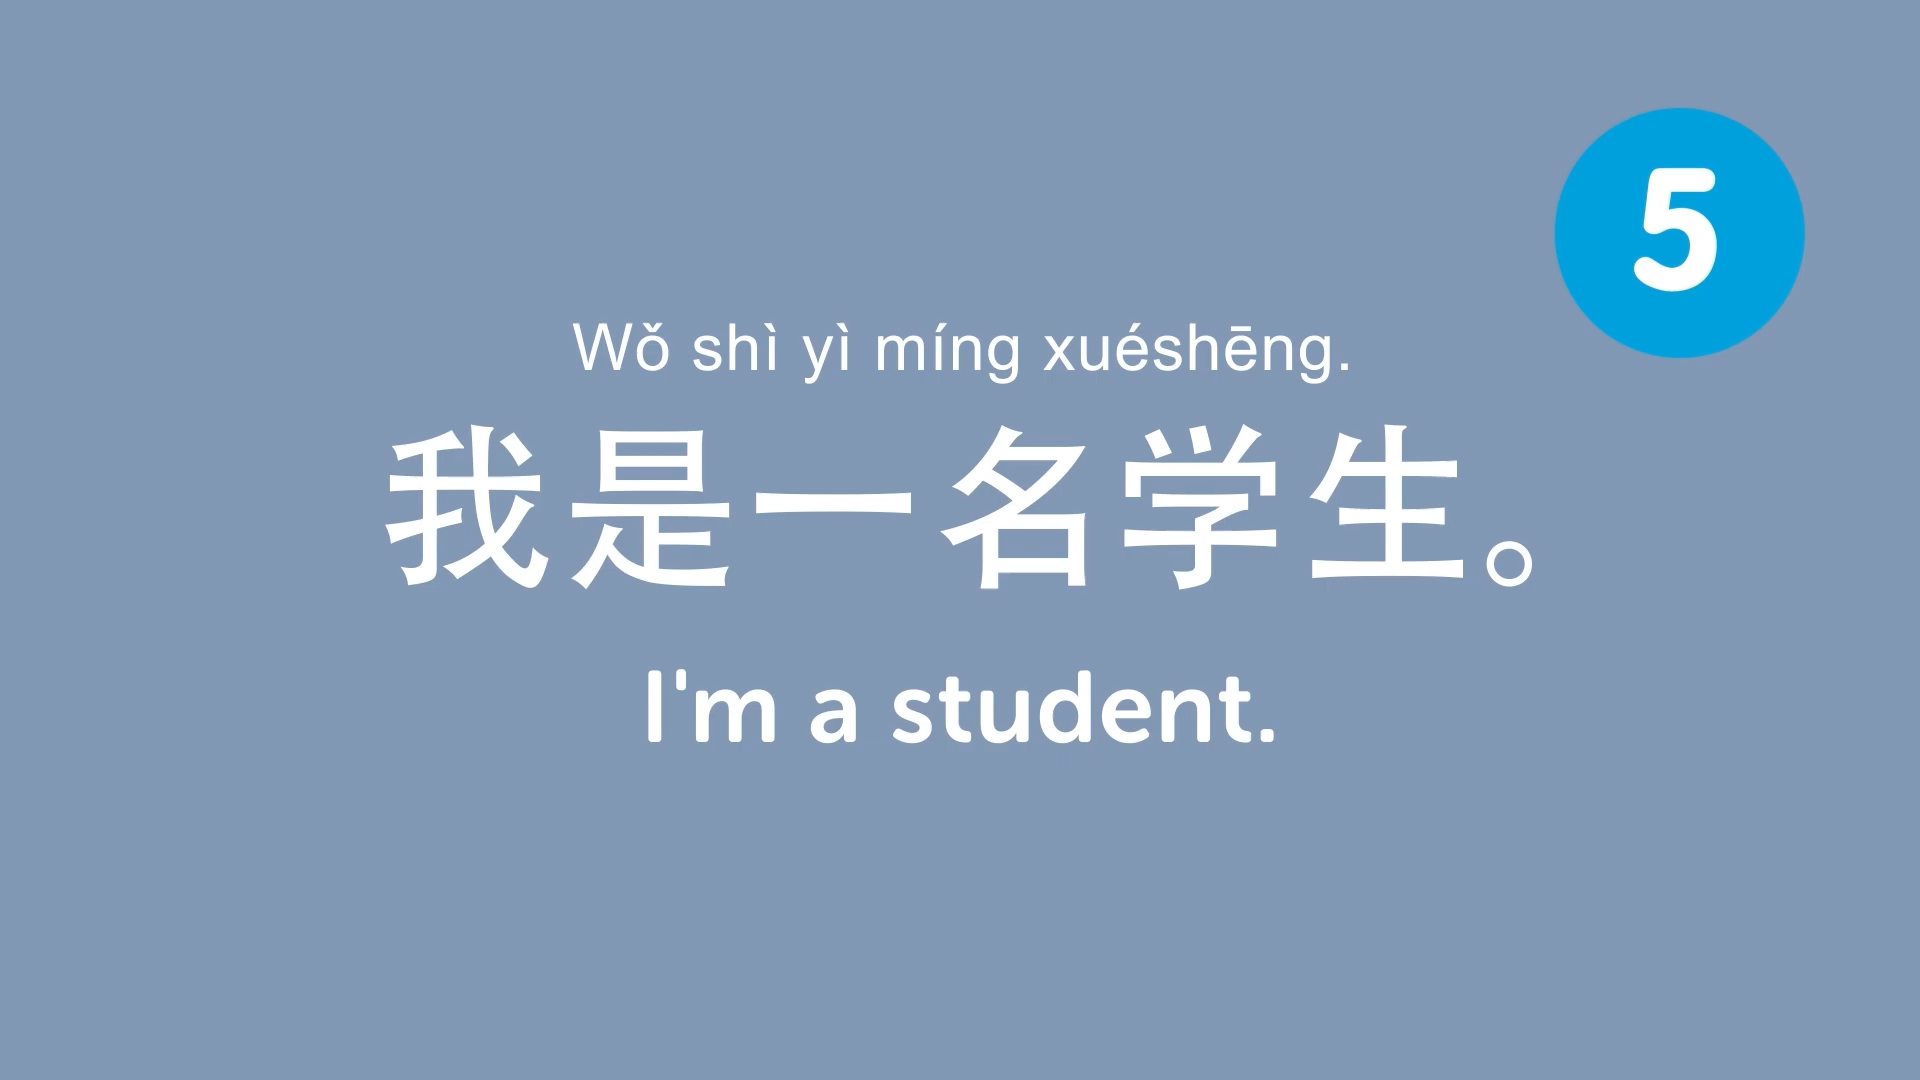 5
Wǒ shì yì míng xuéshēng.
我是一名学生。
I'm a student.